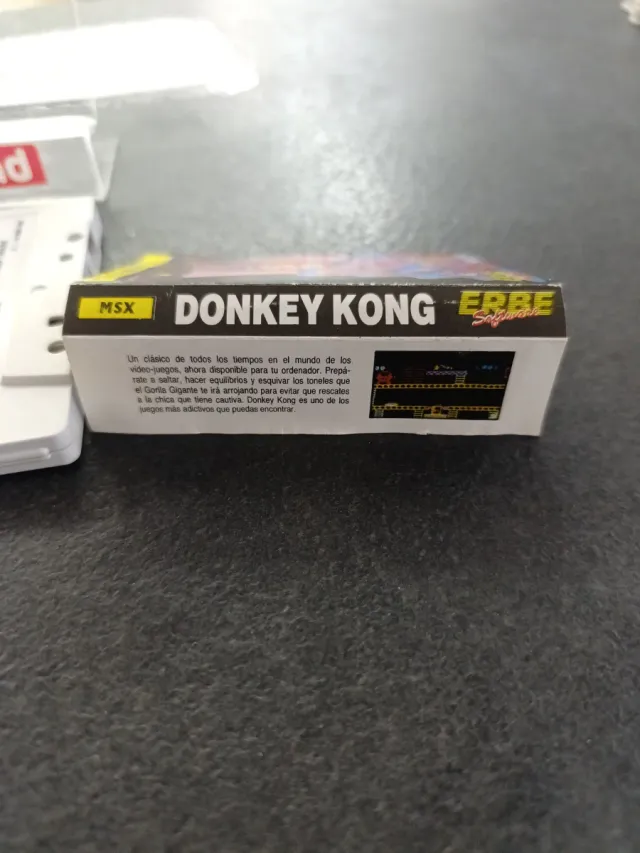 MSX
DONKEY KONG
ERBE
Software
Un clásico de todos los tiempos en el mundo de los
video-juegos, ahora disponible para tu ordenador. Prepá-
rate a saltar, hacer equilibrios y esquivar los toneles que
el Gorila Gigante te irá arrojando para evitar que rescates
a la chica que tiene cautiva. Donkey Kong es uno de los
juegos más adictivos que puedas encontrar.